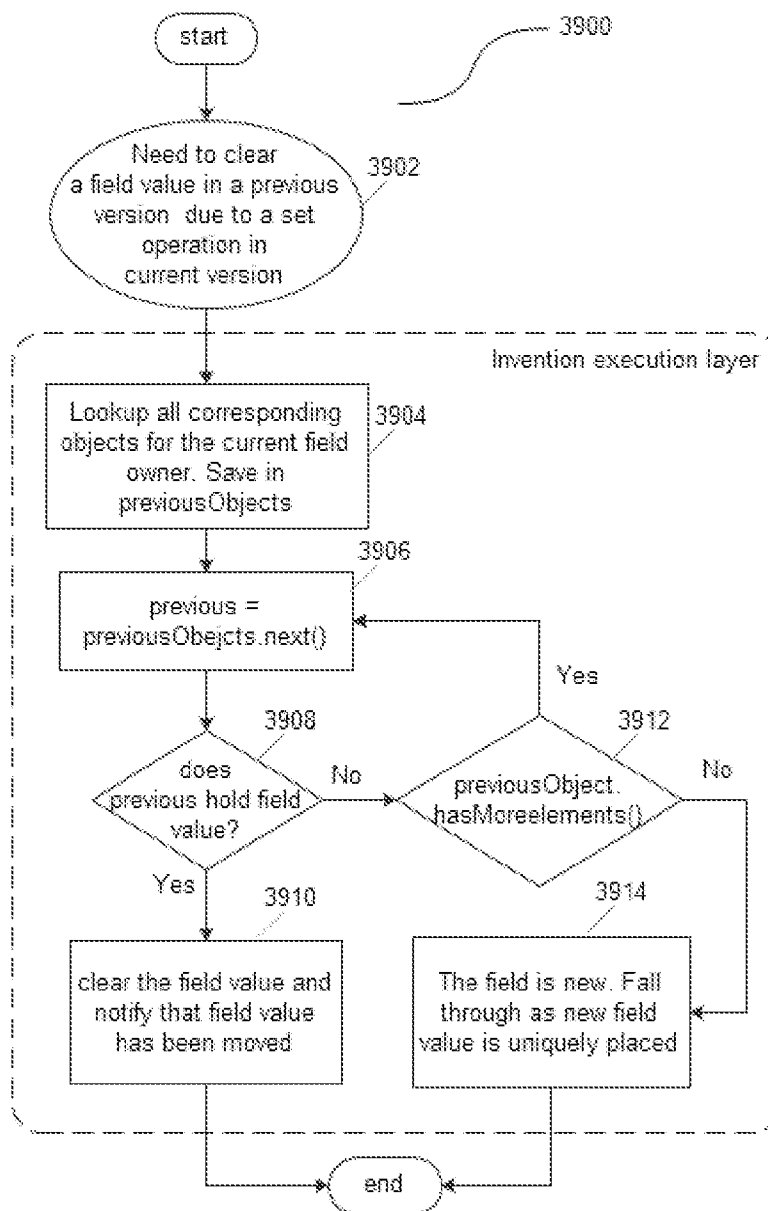 start
3900
Need to clear
a field value in a previous
version due to a set
operation in
current version
3902
Invention execution layer
Lookup all corresponding
objects for the current field
owner. Save in
previousObjects
3904
3906
previous =
previousObejcts.next()
Yes
3908
does
previous hold field
value?
No
3912
previousObject.
hasMoreelements()
No
Yes
3910
clear the field value and
notify that field value
has been moved
3914
The field is new. Fall
through as new field
value is uniquely placed
end